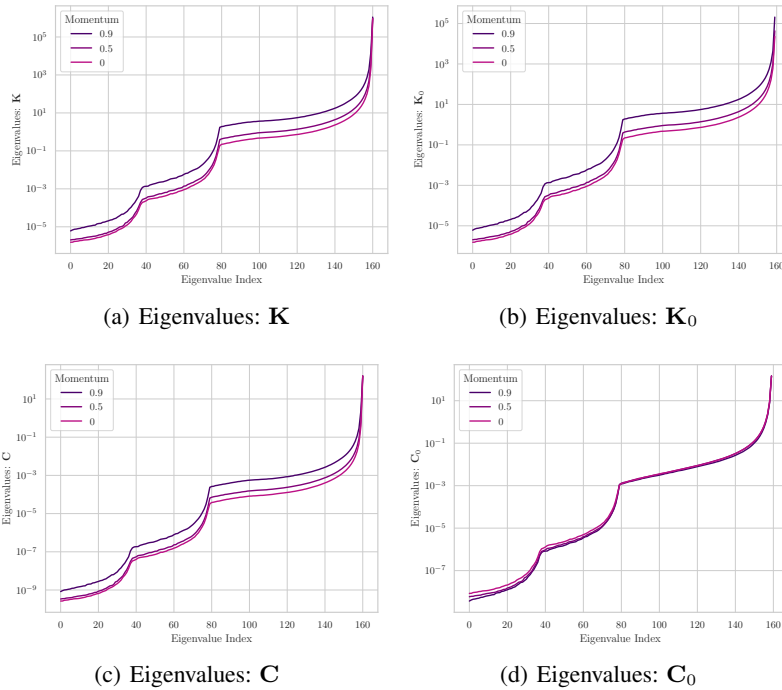 Momentum
0.9
0.5
0
10^5
10^3
10^1
10^-1
10^-3
10^-5
Eigenvalues: K
0 20 40 60 80 100 120 140 160
Eigenvalue Index
(a) Eigenvalues: K
Momentum
0.9
0.5
0
10^5
10^3
10^1
10^-1
10^-3
10^-5
Eigenvalues: K_0
0 20 40 60 80 100 120 140 160
Eigenvalue Index
(b) Eigenvalues: K_0
Momentum
0.9
0.5
0
10^1
10^-1
10^-3
10^-5
10^-7
10^-9
Eigenvalues: C
0 20 40 60 80 100 120 140 160
Eigenvalue Index
(c) Eigenvalues: C
Momentum
0.9
0.5
0
10^1
10^-1
10^-3
10^-5
10^-7
Eigenvalues: C_0
0 20 40 60 80 100 120 140 160
Eigenvalue Index
(d) Eigenvalues: C_0